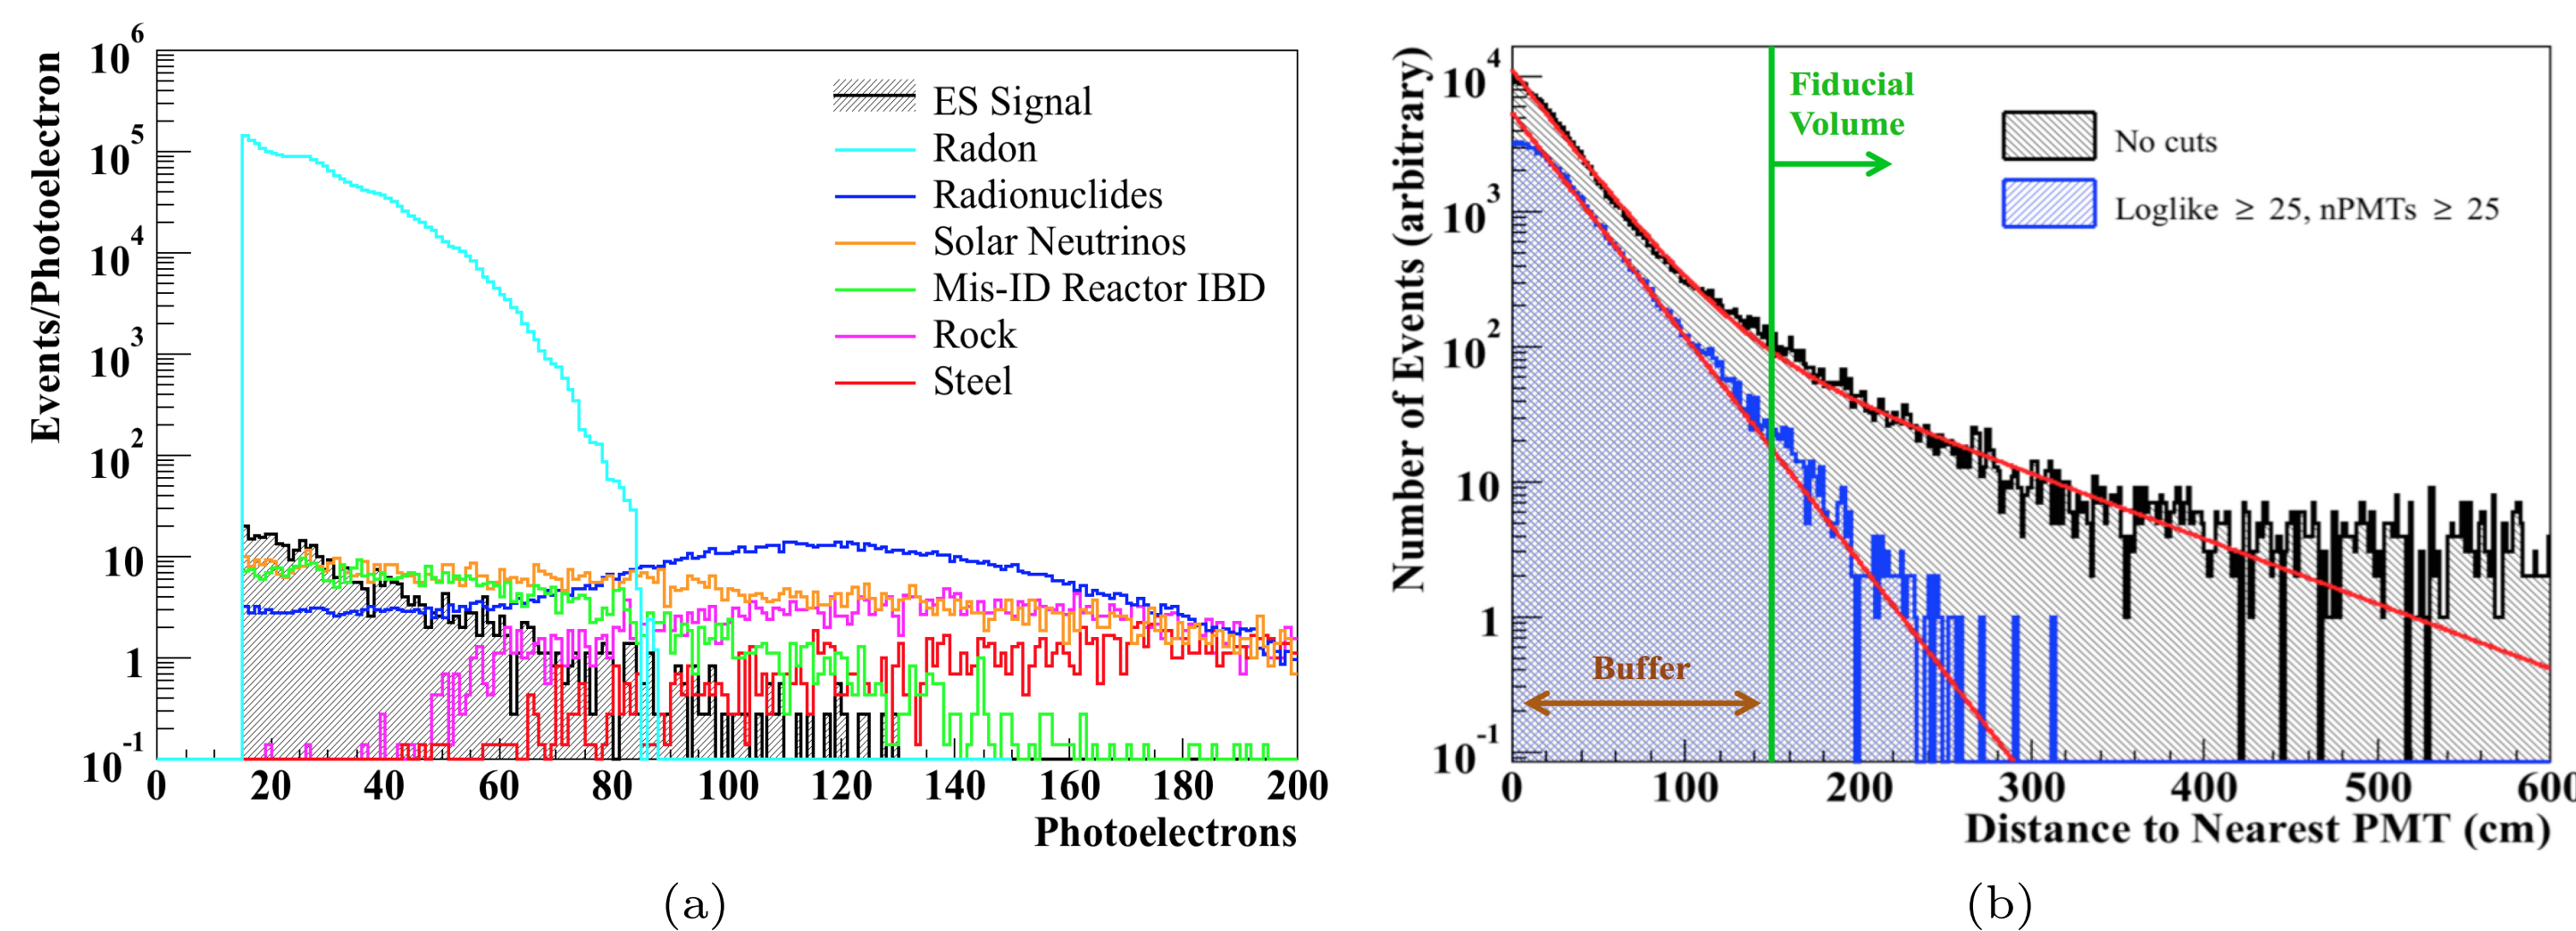 Events/Photoelectron
10^6
10^5
10^4
10^3
10^2
10
1
10^-1
0 20 40 60 80 100 120 140 160 180 200
Photoelectrons
ES Signal
Radon
Radionuclides
Solar Neutrinos
Mis-ID Reactor IBD
Rock
Steel
(a)
Number of Events (arbitrary)
10^4
10^3
10^2
10
1
10^-1
0 100 200 300 400 500 600
Distance to Nearest PMT (cm)
Fiducial
Volume
No cuts
Loglike ≥ 25, nPMTs ≥ 25
Buffer
(b)